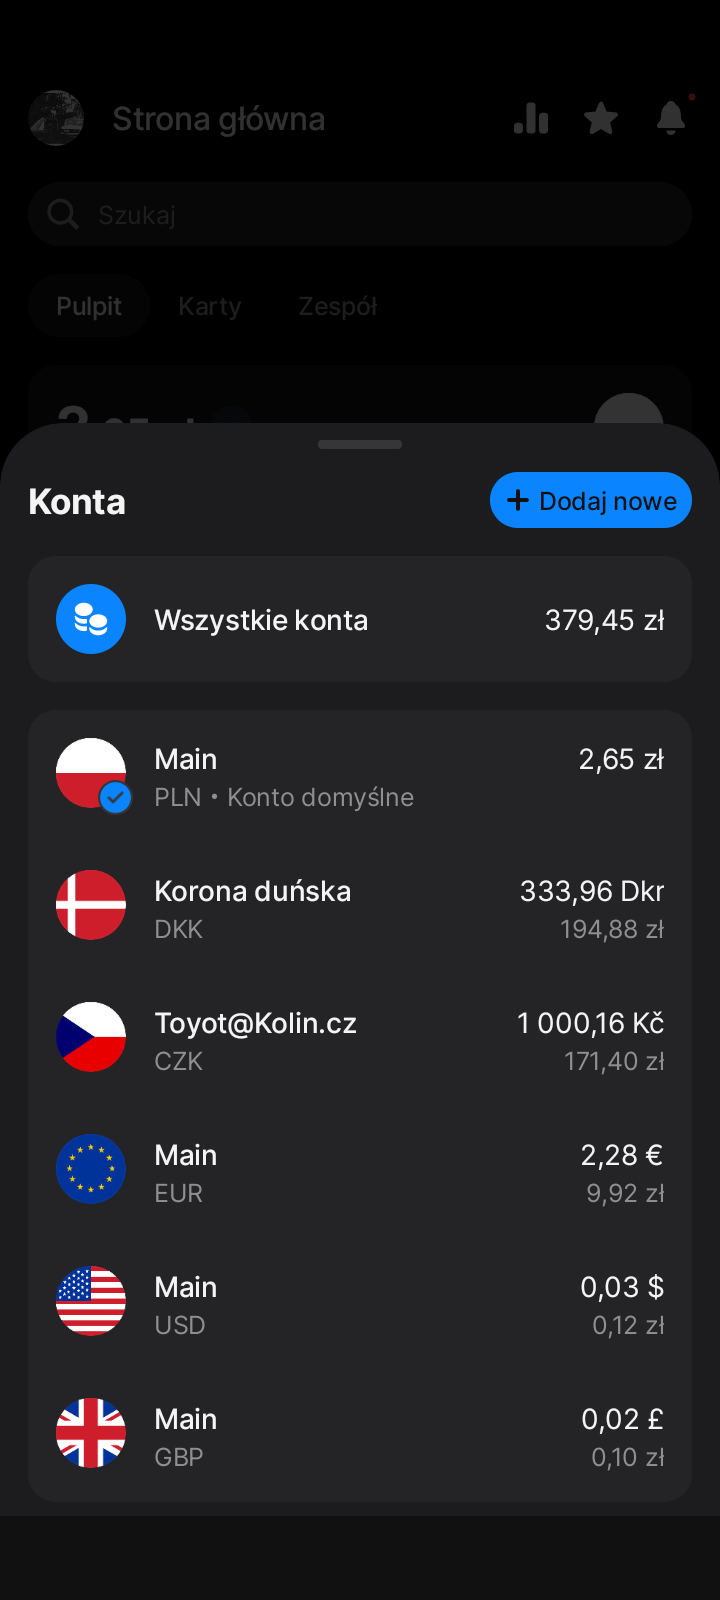 Strona główna
Szukaj
Pulpit Karty Zespół
Konta
Dodaj nowe
Wszystkie konta 379,45 zł
Main 2,65 zł
PLN • Konto domyślne
Korona duńska 333,96 Dkr
DKK 194,88 zł
Toyot@Kolin.cz 1 000,16 Kč
CZK 171,40 zł
Main 2,28 €
EUR 9,92 zł
Main 0,03 $
USD 0,12 zł
Main 0,02 £
GBP 0,10 zł